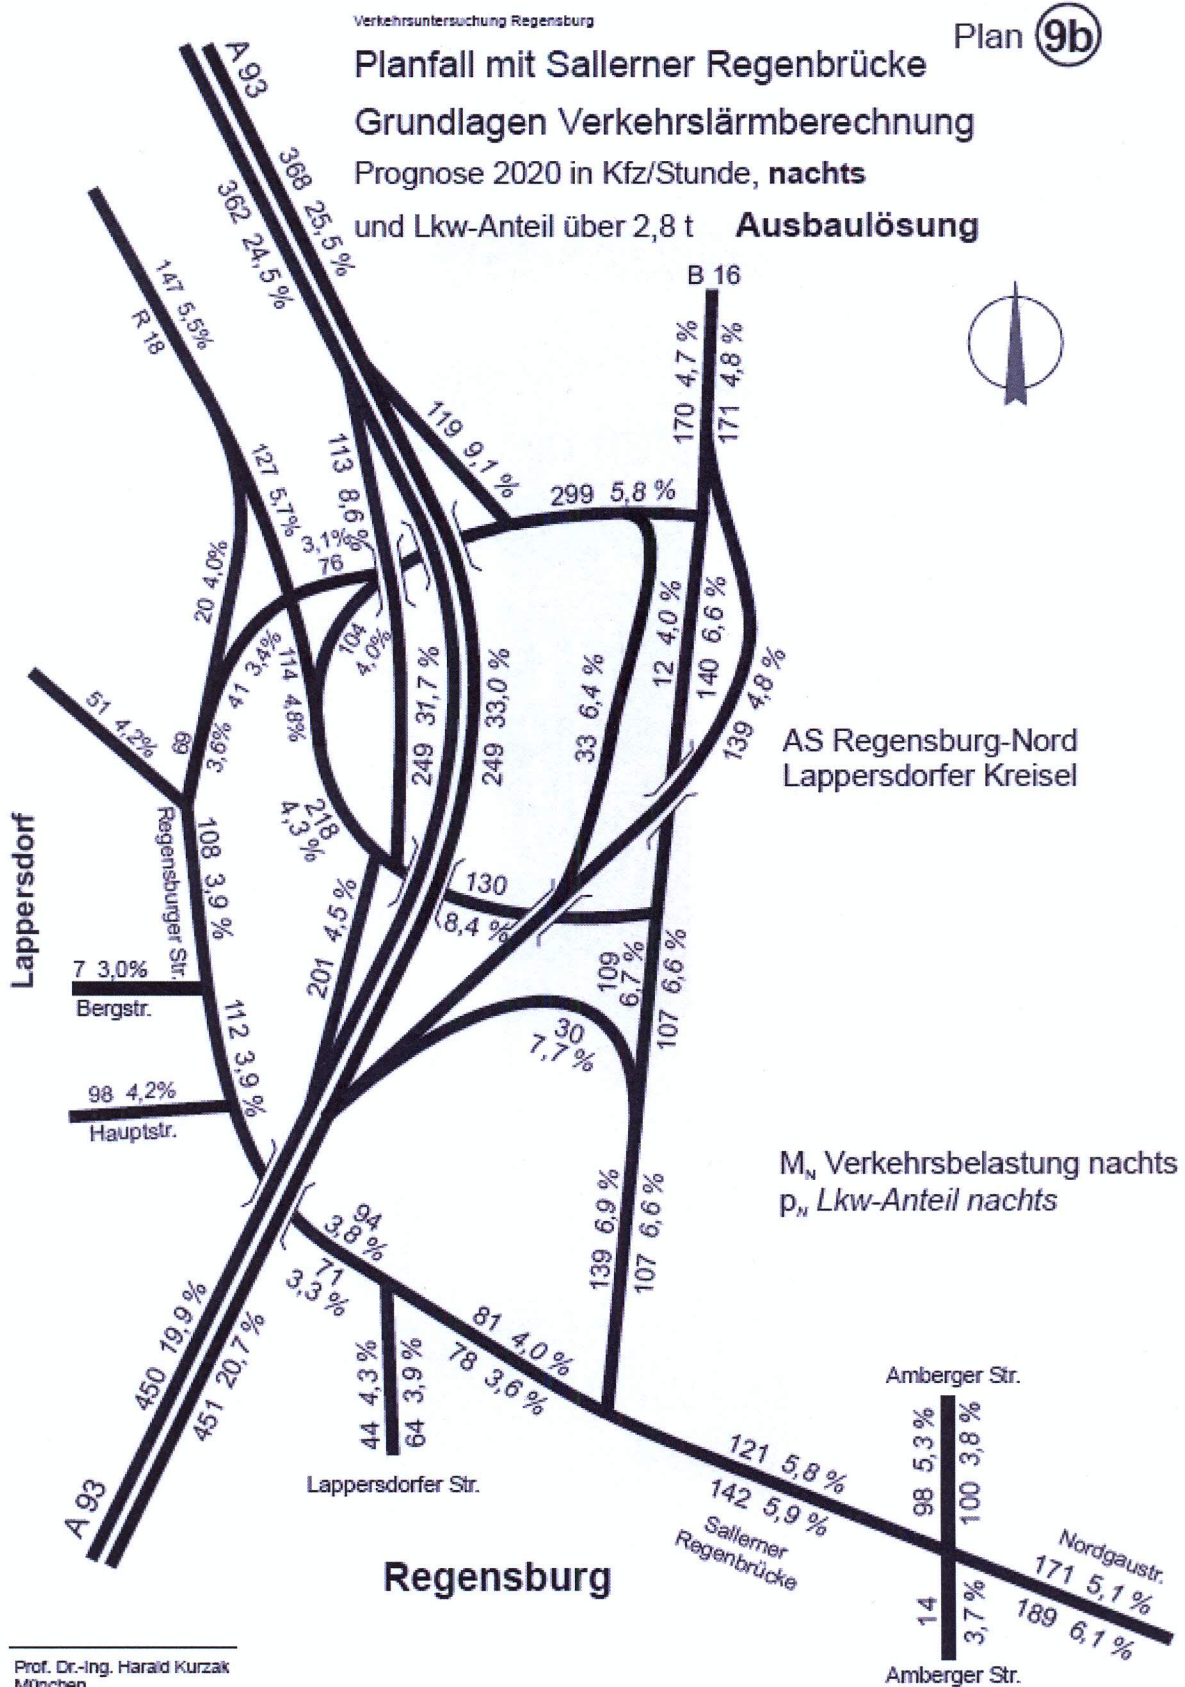 Verkehrsuntersuchung Regensburg
Plan 9b
Planfall mit Sallerner Regenbrücke
Grundlagen Verkehrslärmberechnung
Prognose 2020 in Kfz/Stunde, nachts
und Lkw-Anteil über 2,8 t Ausbaulösung
A 93
368 25,5 %
362 24,5 %
B 16
147 5,5%
R 18
170 4,7 %
171 4,8 %
119 9,1 %
113 8,6 %
127 5,7%
299 5,8 %
3,1%
76
20 4,0%
104
4,0%
41 3,4%
114 4,8%
12 4,0 %
140 6,6 %
139 4,8 %
249 31,7 %
249 33,0 %
33 6,4 %
51 4,2%
69
3,6%
AS Regensburg-Nord
Lappersdorfer Kreisel
218
4,3 %
Lappersdorf
Regensburger Str.
108 3,9 %
201 4,5 %
130
8,4 %
109
6,7 %
107 6,6 %
7 3,0%
Bergstr.
112 3,9 %
30
7,7 %
98 4,2%
Hauptstr.
MN Verkehrsbelastung nachts
pN Lkw-Anteil nachts
94
3,8 %
71
3,3 %
139 6,9 %
107 6,6 %
450 19,9 %
451 20,7 %
81 4,0 %
78 3,6 %
44 4,3 %
64 3,9 %
Lappersdorfer Str.
A 93
Amberger Str.
98 5,3 %
100 3,8 %
121 5,8 %
142 5,9 %
Sallerner
Regenbrücke
Nordgaustr.
171 5,1 %
189 6,1 %
14
3,7 %
Amberger Str.
Regensburg
Prof. Dr.-Ing. Harald Kurzak
München